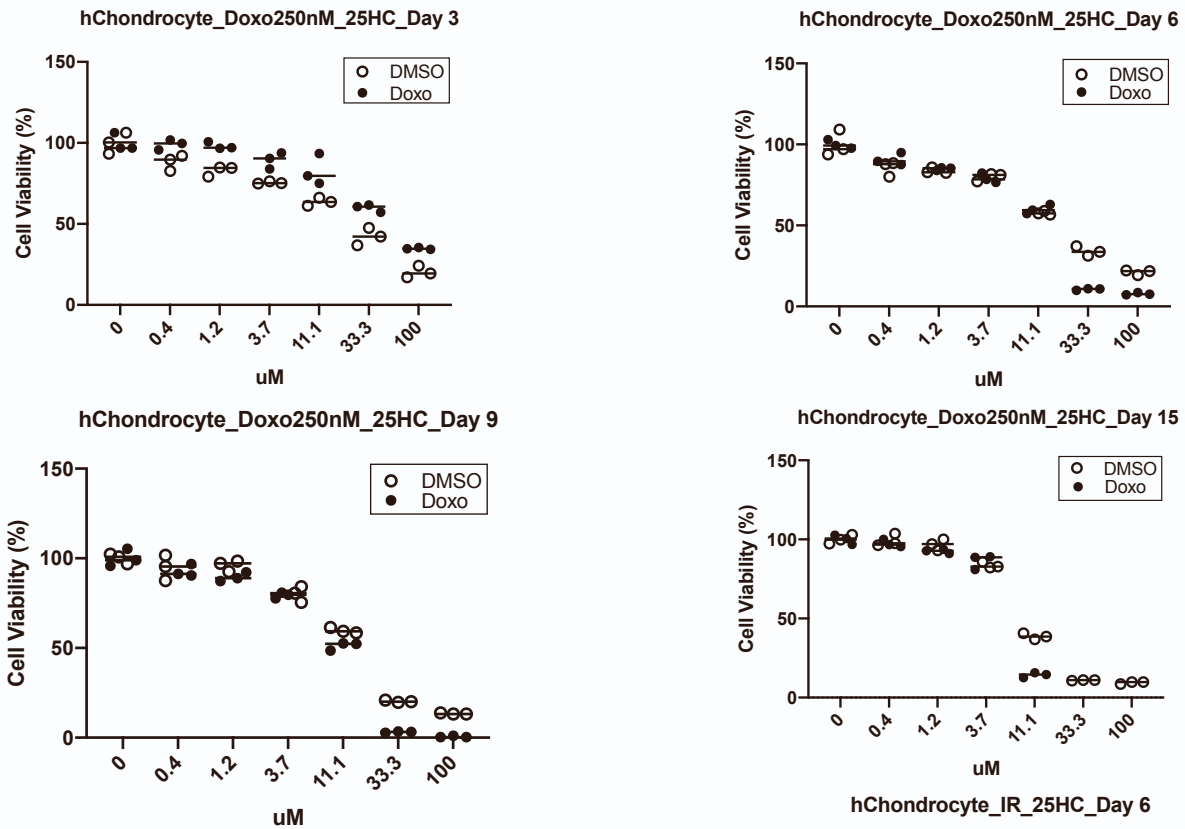 hChondrocyte_Doxo250nM_25HC_Day 3
150
100
50
0
Cell Viability (%)
DMSO
Doxo
0 0.4 1.2 3.7 11.1 33.3 100
uM
hChondrocyte_Doxo250nM_25HC_Day 6
150
100
50
0
Cell Viability (%)
DMSO
Doxo
0 0.4 1.2 3.7 11.1 33.3 100
uM
hChondrocyte_Doxo250nM_25HC_Day 9
150
100
50
0
Cell Viability (%)
DMSO
Doxo
0 0.4 1.2 3.7 11.1 33.3 100
uM
hChondrocyte_Doxo250nM_25HC_Day 15
150
100
50
0
Cell Viability (%)
DMSO
Doxo
0 0.4 1.2 3.7 11.1 33.3 100
uM
hChondrocyte_IR_25HC_Day 6